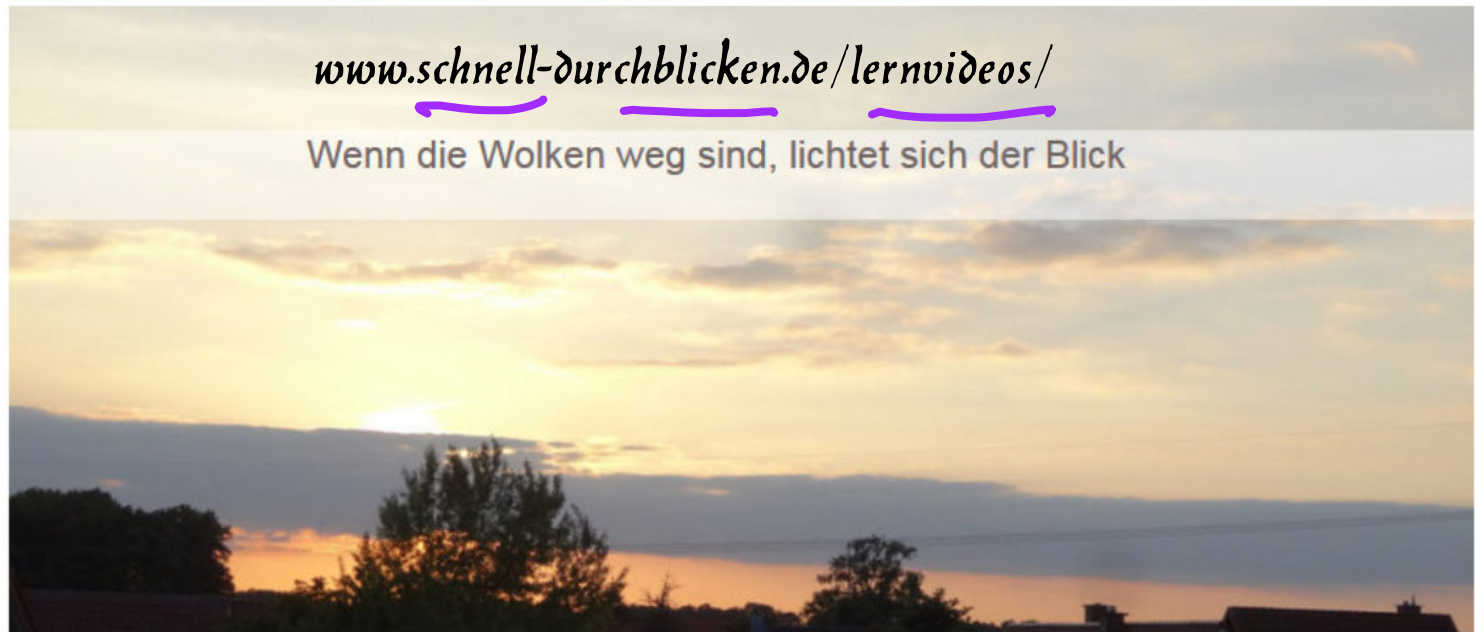 www.schnell-durchblicken.de/lernvideos/
Wenn die Wolken weg sind, lichtet sich der Blick